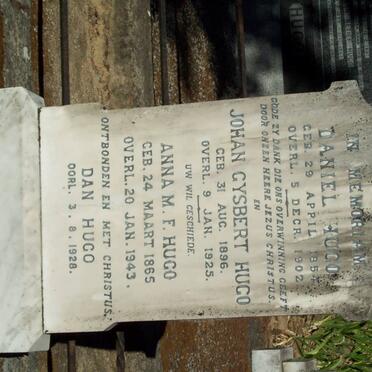 IN MEMORIAM
DANIEL HUGO
GEB. 29 APRIL
OVERL. 5 DECR. 1902.
GODE ZY DANK DIE ONS OVERWINNING GEEFT
DOOR ONZEN HEERE JEZUS CHRISTUS.
EN
JOHAN GYSBERT HUGO
GEB. 31 AUG. 1896.
OVERL. 9 JAN. 1925.
UW WIL GESCHIEDE.
ANNA M. F. HUGO
GEB. 24 MAART 1865
OVERL. 20 JAN. 1943.
ONTBONDEN EN MET CHRISTUS.
DAN HUGO
OORL. 3. 8. 1928.
HUGO